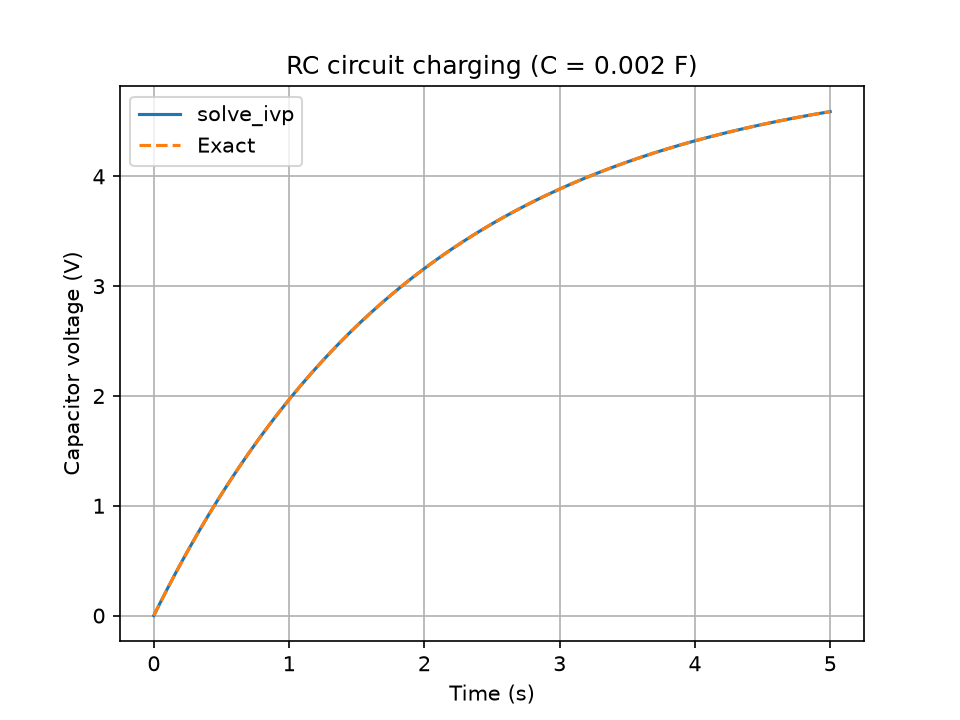 RC circuit charging (C = 0.002 F)
solve_ivp
Exact
Capacitor voltage (V)
4
3
2
1
0
0 1 2 3 4 5
Time (s)